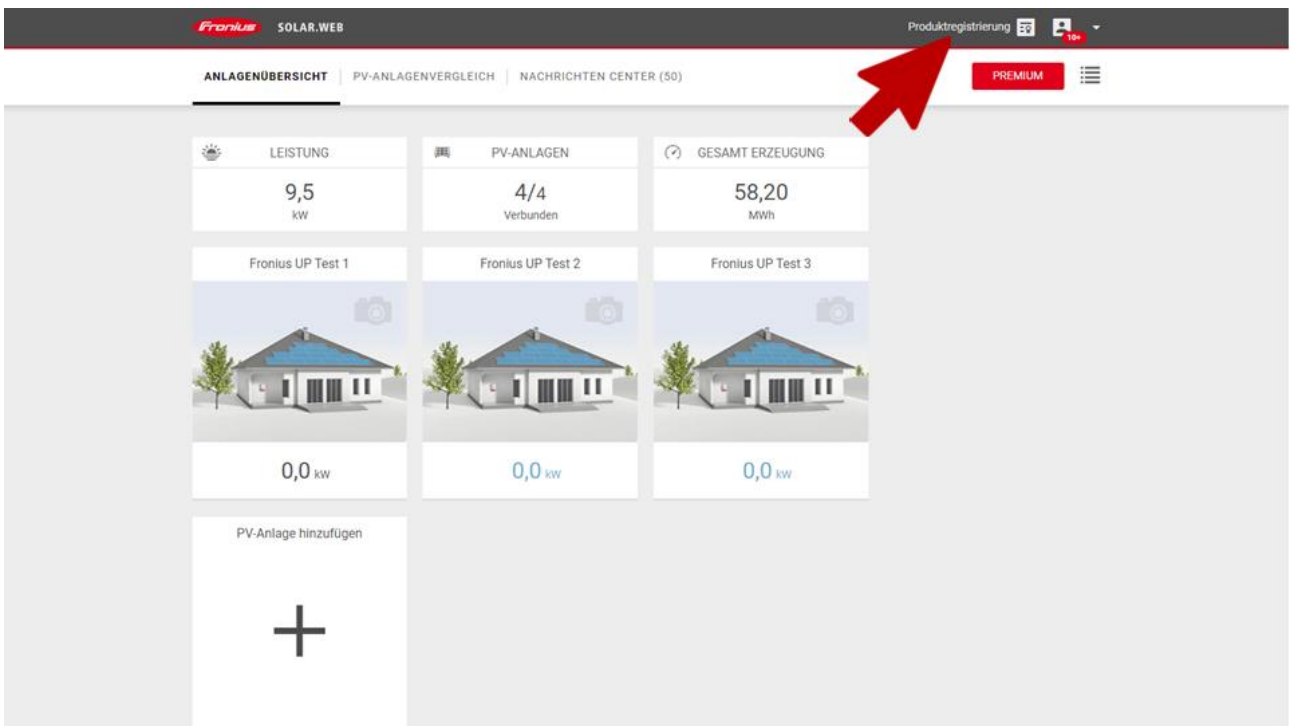 Fronius SOLAR.WEB Produktregistrierung 10+
ANLAGENÜBERSICHT PV-ANLAGENVERGLEICH NACHRICHTEN CENTER (50) PREMIUM
LEISTUNG PV-ANLAGEN GESAMT ERZEUGUNG
9,5 4/4 58,20
kW Verbunden MWh
Fronius UP Test 1 Fronius UP Test 2 Fronius UP Test 3
0,0 kW 0,0 kW 0,0 kW
PV-Anlage hinzufügen